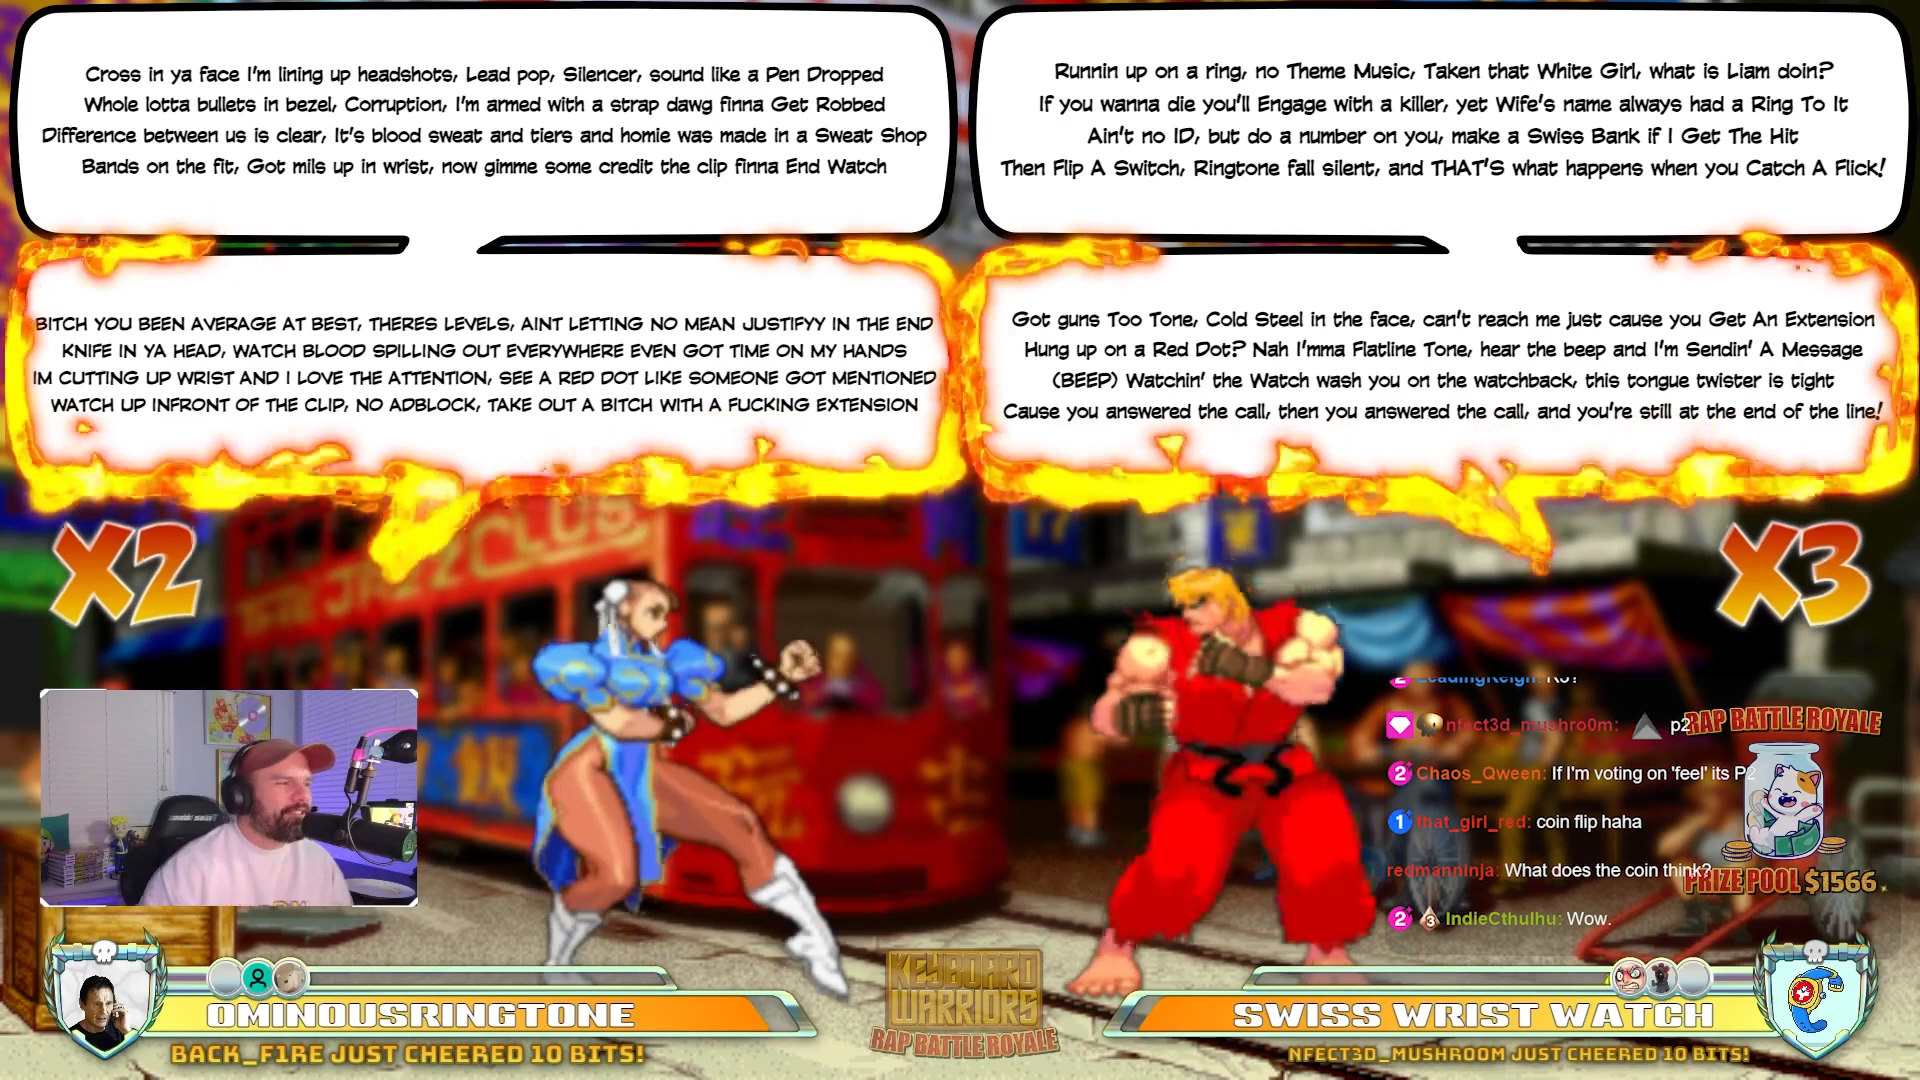 Cross in ya face I'm lining up headshots, Lead pop, Silencer, sound like a Pen Dropped
Whole lotta bullets in bezel, Corruption, I'm armed with a strap dawg finna Get Robbed
Difference between us is clear, It's blood sweat and tiers and homie was made in a Sweat Shop
Bands on the fit, Got mils up in wrist, now gimme some credit the clip finna End Watch
Runnin up on a ring, no Theme Music, Taken that White Girl, what is Liam doin?
If you wanna die you'll Engage with a killer, yet Wife's name always had a Ring To It
Ain't no ID, but do a number on you, make a Swiss Bank if I Get The Hit
Then Flip A Switch, Ringtone fall silent, and THAT'S what happens when you Catch A Flick!
BITCH YOU BEEN AVERAGE AT BEST, THERES LEVELS, AINT LETTING NO MEAN JUSTIFYY IN THE END
KNIFE IN YA HEAD, WATCH BLOOD SPILLING OUT EVERYWHERE EVEN GOT TIME ON MY HANDS
IM CUTTING UP WRIST AND I LOVE THE ATTENTION, SEE A RED DOT LIKE SOMEONE GOT MENTIONED
WATCH UP INFRONT OF THE CLIP, NO ADBLOCK, TAKE OUT A BITCH WITH A FUCKING EXTENSION
Got guns Too Tone, Cold Steel in the face, can't reach me just cause you Get An Extension
Hung up on a Red Dot? Nah I'mma Flatline Tone, hear the beep and I'm Sendin' A Message
(BEEP) Watchin' the Watch wash you on the watchback, this tongue twister is tight
Cause you answered the call, then you answered the call, and you're still at the end of the line!
X2
X3
CLUB
LeadingReign: R3?
nfect3d_mushro0m: p2
RAP BATTLE ROYALE
Chaos_Qween: If I'm voting on 'feel' its P2
that_girl_red: coin flip haha
redmanninja: What does the coin think?
PRIZE POOL $1566
IndieCthulhu: Wow.
OMINOUSRINGTONE
KEYBOARD
WARRIORS
RAP BATTLE ROYALE
SWISS WRIST WATCH
BACK_F1RE JUST CHEERED 10 BITS!
NFECT3D_MUSHROOM JUST CHEERED 10 BITS!